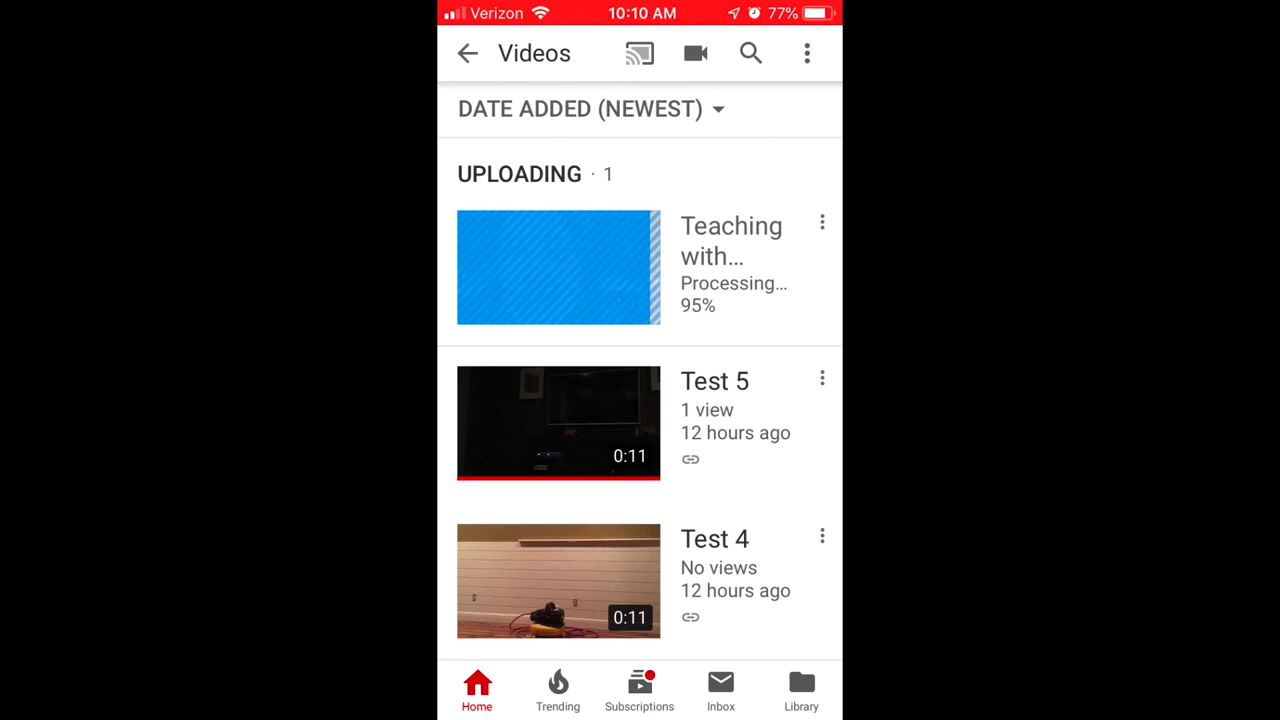 Verizon 10:10 AM 77%
Videos
DATE ADDED (NEWEST)
UPLOADING · 1
Teaching
with...
Processing...
95%
Test 5
1 view
12 hours ago
0:11
Test 4
No views
12 hours ago
0:11
Home Trending Subscriptions Inbox Library